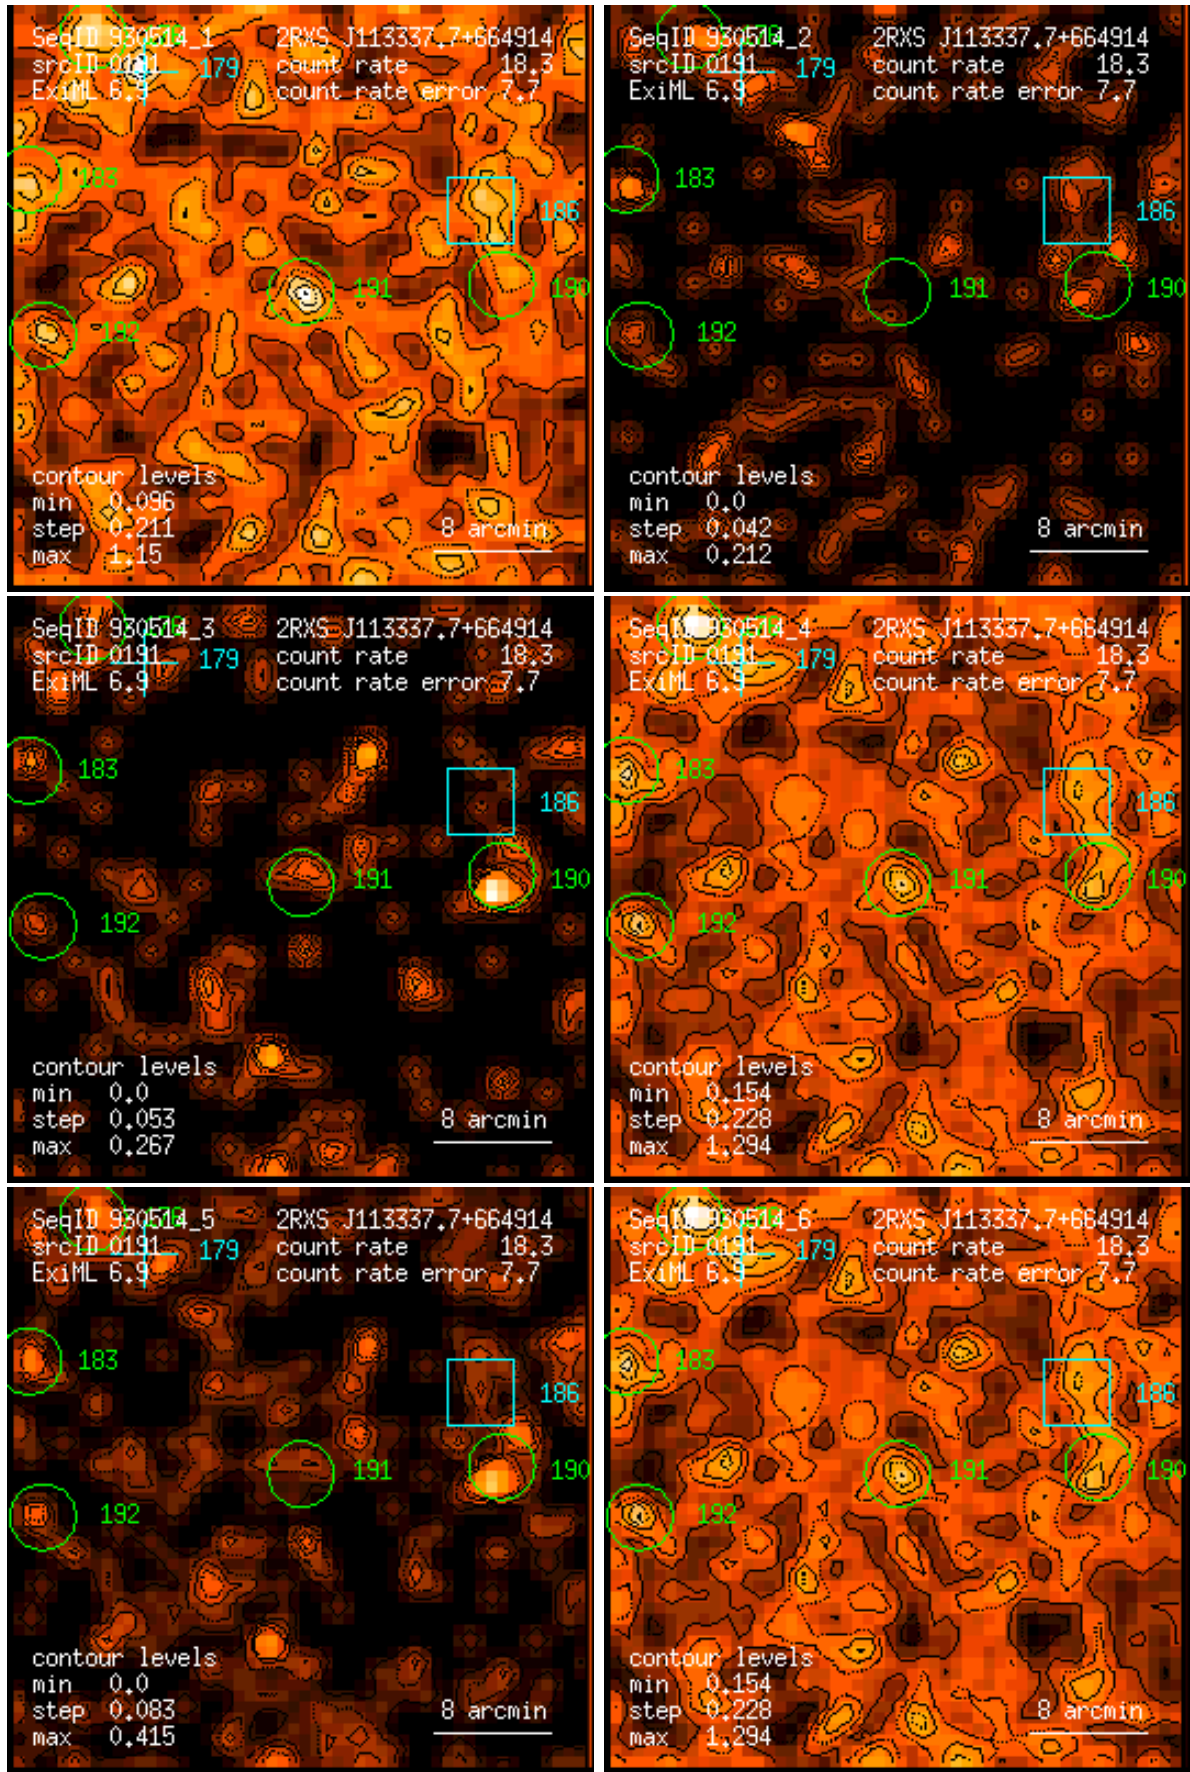 SeqID 930514_1 2RXS J113337.7+664914
srcID 0191 179 count rate 18.3
ExiML 6.9 count rate error 7.7
183
186
191 190
192
contour levels
min 0.096
step 0.211 8 arcmin
max 1.15
SeqID 930514_2 2RXS J113337.7+664914
srcID 0191 179 count rate 18.3
ExiML 6.9 count rate error 7.7
183
186
191 190
192
contour levels
min 0.0
step 0.042 8 arcmin
max 0.212
SeqID 930514_3 2RXS J113337.7+664914
srcID 0191 179 count rate 18.3
ExiML 6.9 count rate error 7.7
183
186
191 190
192
contour levels
min 0.0
step 0.053 8 arcmin
max 0.267
SeqID 930514_4 2RXS J113337.7+664914
srcID 0191 179 count rate 18.3
ExiML 6.9 count rate error 7.7
183
186
191 190
192
contour levels
min 0.154
step 0.228 8 arcmin
max 1.294
SeqID 930514_5 2RXS J113337.7+664914
srcID 0191 179 count rate 18.3
ExiML 6.9 count rate error 7.7
183
186
191 190
192
contour levels
min 0.0
step 0.083 8 arcmin
max 0.415
SeqID 930514_6 2RXS J113337.7+664914
srcID 0191 179 count rate 18.3
ExiML 6.9 count rate error 7.7
183
186
191 190
192
contour levels
min 0.154
step 0.228 8 arcmin
max 1.294